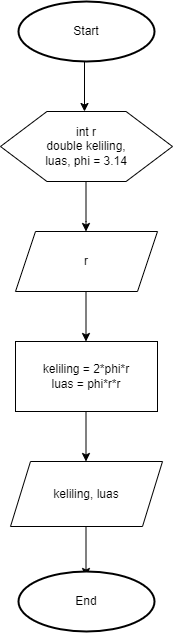 Start
int r
double keliling,
luas, phi = 3.14
r
keliling = 2*phi*r
luas = phi*r*r
keliling, luas
End